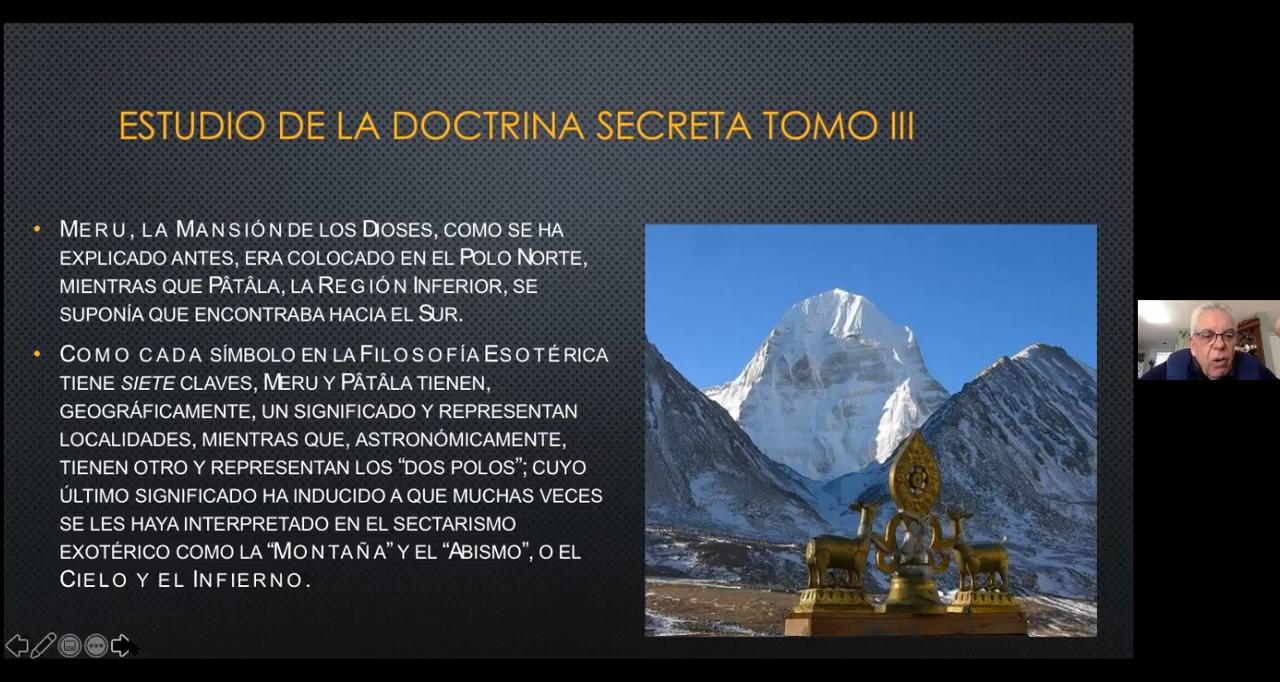 ESTUDIO DE LA DOCTRINA SECRETA TOMO III
• MERU, LA MANSIÓN DE LOS DIOSES, COMO SE HA
EXPLICADO ANTES, ERA COLOCADO EN EL POLO NORTE,
MIENTRAS QUE PÂTÂLA, LA REGIÓN INFERIOR, SE
SUPONÍA QUE ENCONTRABA HACIA EL SUR.
• COMO CADA SÍMBOLO EN LA FILOSOFÍA ESOTÉRICA
TIENE SIETE CLAVES, MERU Y PÂTÂLA TIENEN,
GEOGRÁFICAMENTE, UN SIGNIFICADO Y REPRESENTAN
LOCALIDADES, MIENTRAS QUE, ASTRONÓMICAMENTE,
TIENEN OTRO Y REPRESENTAN LOS “DOS POLOS”; CUYO
ÚLTIMO SIGNIFICADO HA INDUCIDO A QUE MUCHAS VECES
SE LES HAYA INTERPRETADO EN EL SECTARISMO
EXOTÉRICO COMO LA “MONTAÑA” Y EL “ABISMO”, O EL
CIELO Y EL INFIERNO.